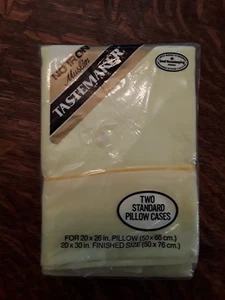 NO IRON
Muslin
TASTEMAKER
TWO
STANDARD
PILLOW CASES
FOR 20 x 26 in. PILLOW (50 x 66 cm.)
20 x 30 in. FINISHED SIZE (50 x 76 cm.)